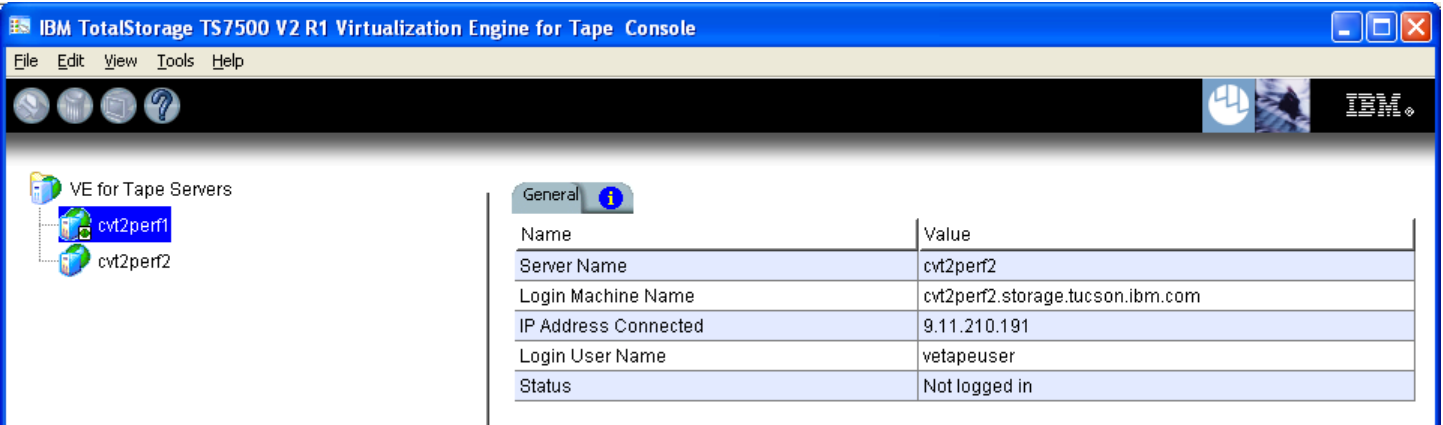 IBM TotalStorage TS7500 V2 R1 Virtualization Engine for Tape Console
File Edit View Tools Help
IBM
VE for Tape Servers
cvt2perf1
cvt2perf2
General
Name Value
Server Name cvt2perf2
Login Machine Name cvt2perf2.storage.tucson.ibm.com
IP Address Connected 9.11.210.191
Login User Name vetapeuser
Status Not logged in